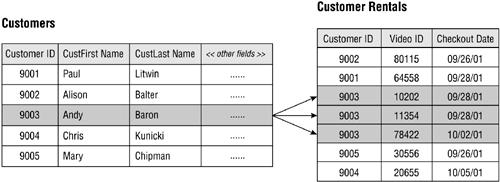 Customers
Customer ID CustFirst Name CustLast Name << other fields >>
9001 Paul Litwin ......
9002 Alison Balter ......
9003 Andy Baron ......
9004 Chris Kunicki ......
9005 Mary Chipman ......
Customer Rentals
Customer ID Video ID Checkout Date
9002 80115 09/26/01
9001 64558 09/28/01
9003 10202 09/28/01
9003 11354 09/28/01
9003 78422 10/02/01
9005 30556 09/26/01
9004 20655 10/05/01